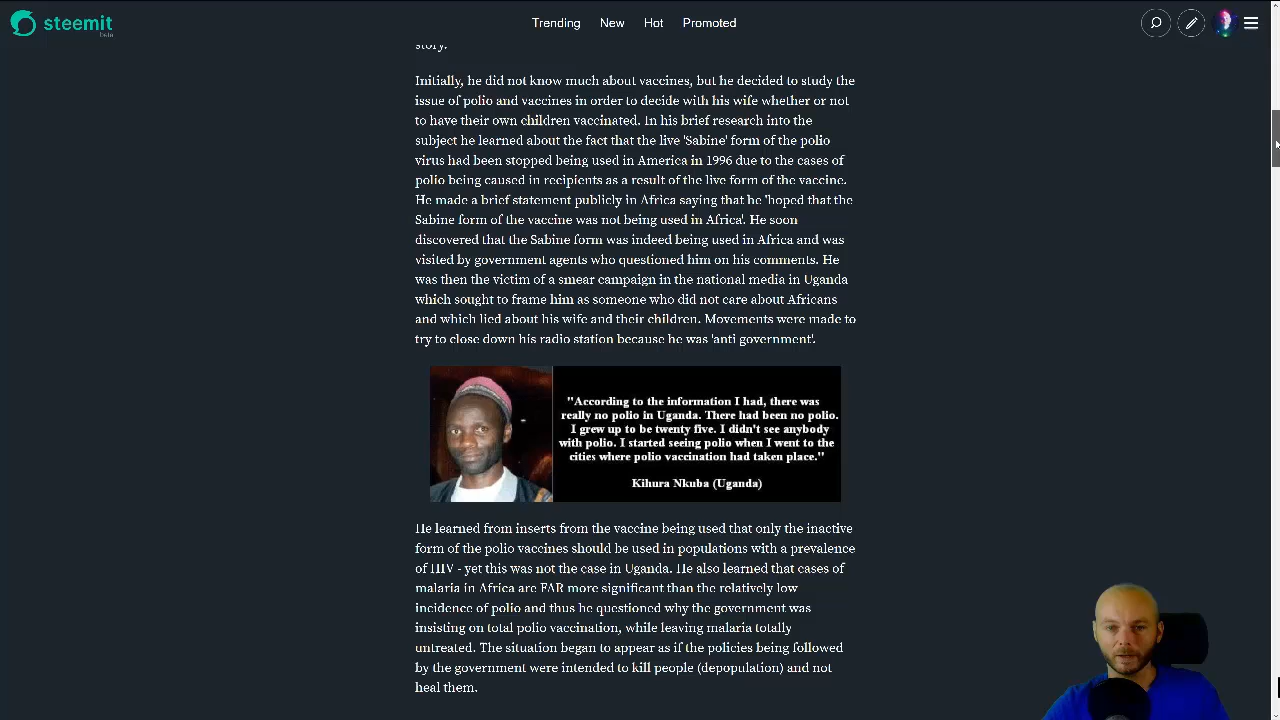 steemit
beta
Trending New Hot Promoted
story.
Initially, he did not know much about vaccines, but he decided to study the
issue of polio and vaccines in order to decide with his wife whether or not
to have their own children vaccinated. In his brief research into the
subject he learned about the fact that the live 'Sabine' form of the polio
virus had been stopped being used in America in 1996 due to the cases of
polio being caused in recipients as a result of the live form of the vaccine.
He made a brief statement publicly in Africa saying that he 'hoped that the
Sabine form of the vaccine was not being used in Africa'. He soon
discovered that the Sabine form was indeed being used in Africa and was
visited by government agents who questioned him on his comments. He
was then the victim of a smear campaign in the national media in Uganda
which sought to frame him as someone who did not care about Africans
and which lied about his wife and their children. Movements were made to
try to close down his radio station because he was 'anti government'.
"According to the information I had, there was
really no polio in Uganda. There had been no polio.
I grew up to be twenty five. I didn't see anybody
with polio. I started seeing polio when I went to the
cities where polio vaccination had taken place."
Kihura Nkuba (Uganda)
He learned from inserts from the vaccine being used that only the inactive
form of the polio vaccines should be used in populations with a prevalence
of HIV - yet this was not the case in Uganda. He also learned that cases of
malaria in Africa are FAR more significant than the relatively low
incidence of polio and thus he questioned why the government was
insisting on total polio vaccination, while leaving malaria totally
untreated. The situation began to appear as if the policies being followed
by the government were intended to kill people (depopulation) and not
heal them.